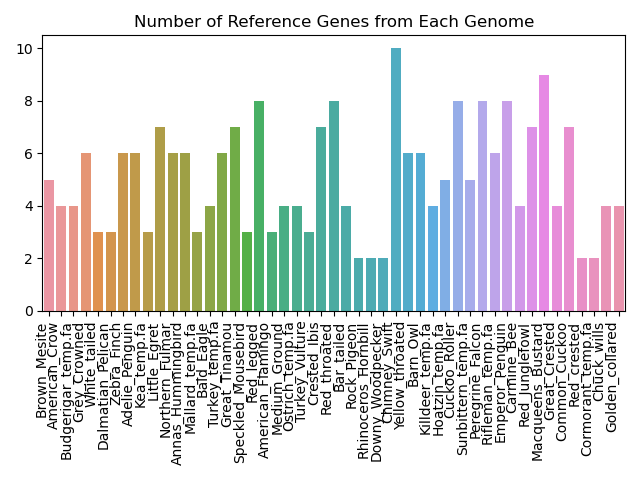 Number of Reference Genes from Each Genome
10
8
6
4
2
0
Brown_Mesite
American_Crow
Budgerigar_temp.fa
Grey_Crowned
White_tailed
Dalmatian_Pelican
Zebra_Finch
Adelie_Penguin
Kea_temp.fa
Little_Egret
Northern_Fulmar
Annas_Hummingbird
Mallard_temp.fa
Bald_Eagle
Turkey_temp.fa
Great_Tinamou
Speckled_Mousebird
Red_legged
American_Flamingo
Medium_Ground
Ostrich_temp.fa
Turkey_Vulture
Crested_Ibis
Red_throated
Bar_tailed
Rock_Pigeon
Rhinoceros_Hornbill
Downy_Woodpecker
Chimney_Swift
Yellow_throated
Barn_Owl
Killdeer_temp.fa
Hoatzin_temp.fa
Cuckoo_Roller
Sunbittern_temp.fa
Peregrine_Falcon
Rifleman_temp.fa
Emperor_Penguin
Carmine_Bee
Red_Junglefowl
Macqueens_Bustard
Great_Crested
Common_Cuckoo
Red_crested
Cormorant_temp.fa
Chuck_wills
Golden_collared